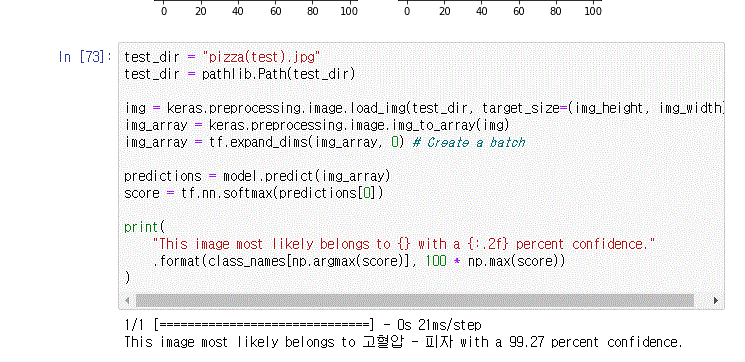 0 20 40 60 80 100 0 20 40 60 80 100
In [73]:
test_dir = "pizza(test).jpg"
test_dir = pathlib.Path(test_dir)
img = keras.preprocessing.image.load_img(test_dir, target_size=(img_height, img_width)
img_array = keras.preprocessing.image.img_to_array(img)
img_array = tf.expand_dims(img_array, 0) # Create a batch
predictions = model.predict(img_array)
score = tf.nn.softmax(predictions[0])
print(
"This image most likely belongs to {} with a {:.2f} percent confidence."
.format(class_names[np.argmax(score)], 100 * np.max(score))
)
1/1 [==============================] - 0s 21ms/step
This image most likely belongs to 고혈압 - 피자 with a 99.27 percent confidence.